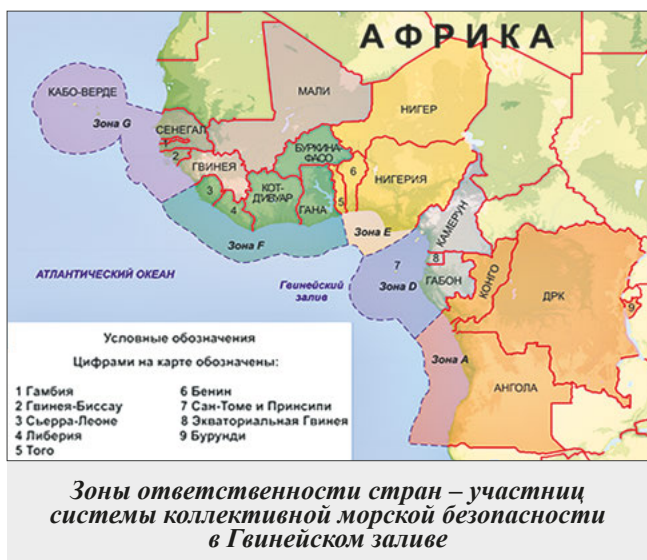 АФРИКА
КАБО-ВЕРДЕ
Зона G
МАЛИ
НИГЕР
СЕНЕГАЛ
1
2
ГВИНЕЯ
БУРКИНА-
ФАСО
6
НИГЕРИЯ
3
КОТ-
ДИВУАР
ГАНА
5
4
КАМЕРУН
Зона E
Зона F
8
7
АТЛАНТИЧЕСКИЙ ОКЕАН
Гвинейский
залив
Зона D
ГАБОН
КОНГО
ДРК
9
Зона A
АНГОЛА
Условные обозначения
Цифрами на карте обозначены:
1 Гамбия
2 Гвинея-Биссау
3 Сьерра-Леоне
4 Либерия
5 Того
6 Бенин
7 Сан-Томе и Принсипи
8 Экваториальная Гвинея
9 Бурунди
Зоны ответственности стран – участниц
системы коллективной морской безопасности
в Гвинейском заливе